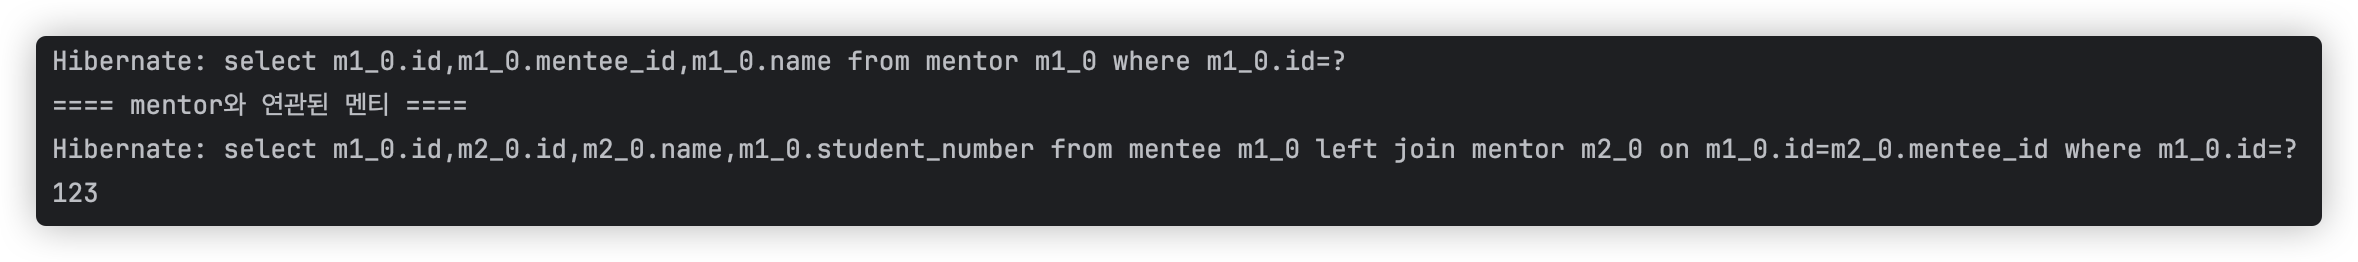 Hibernate: select m1_0.id,m1_0.mentee_id,m1_0.name from mentor m1_0 where m1_0.id=?
==== mentor와 연관된 멘티 ====
Hibernate: select m1_0.id,m2_0.id,m2_0.name,m1_0.student_number from mentee m1_0 left join mentor m2_0 on m1_0.id=m2_0.mentee_id where m1_0.id=?
123